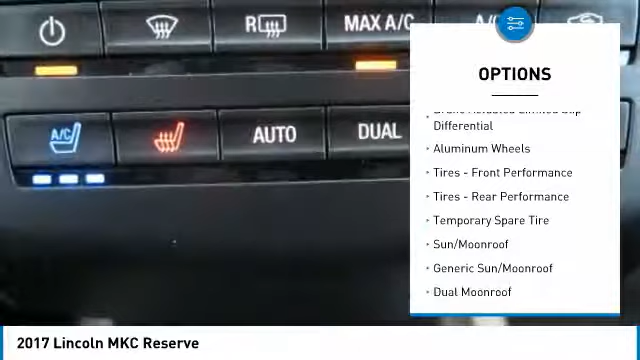 R
MAX A/C
A/C
A/C
AUTO
DUAL
OPTIONS
Differential
Aluminum Wheels
Tires - Front Performance
Tires - Rear Performance
Temporary Spare Tire
Sun/Moonroof
Generic Sun/Moonroof
Dual Moonroof
2017 Lincoln MKC Reserve